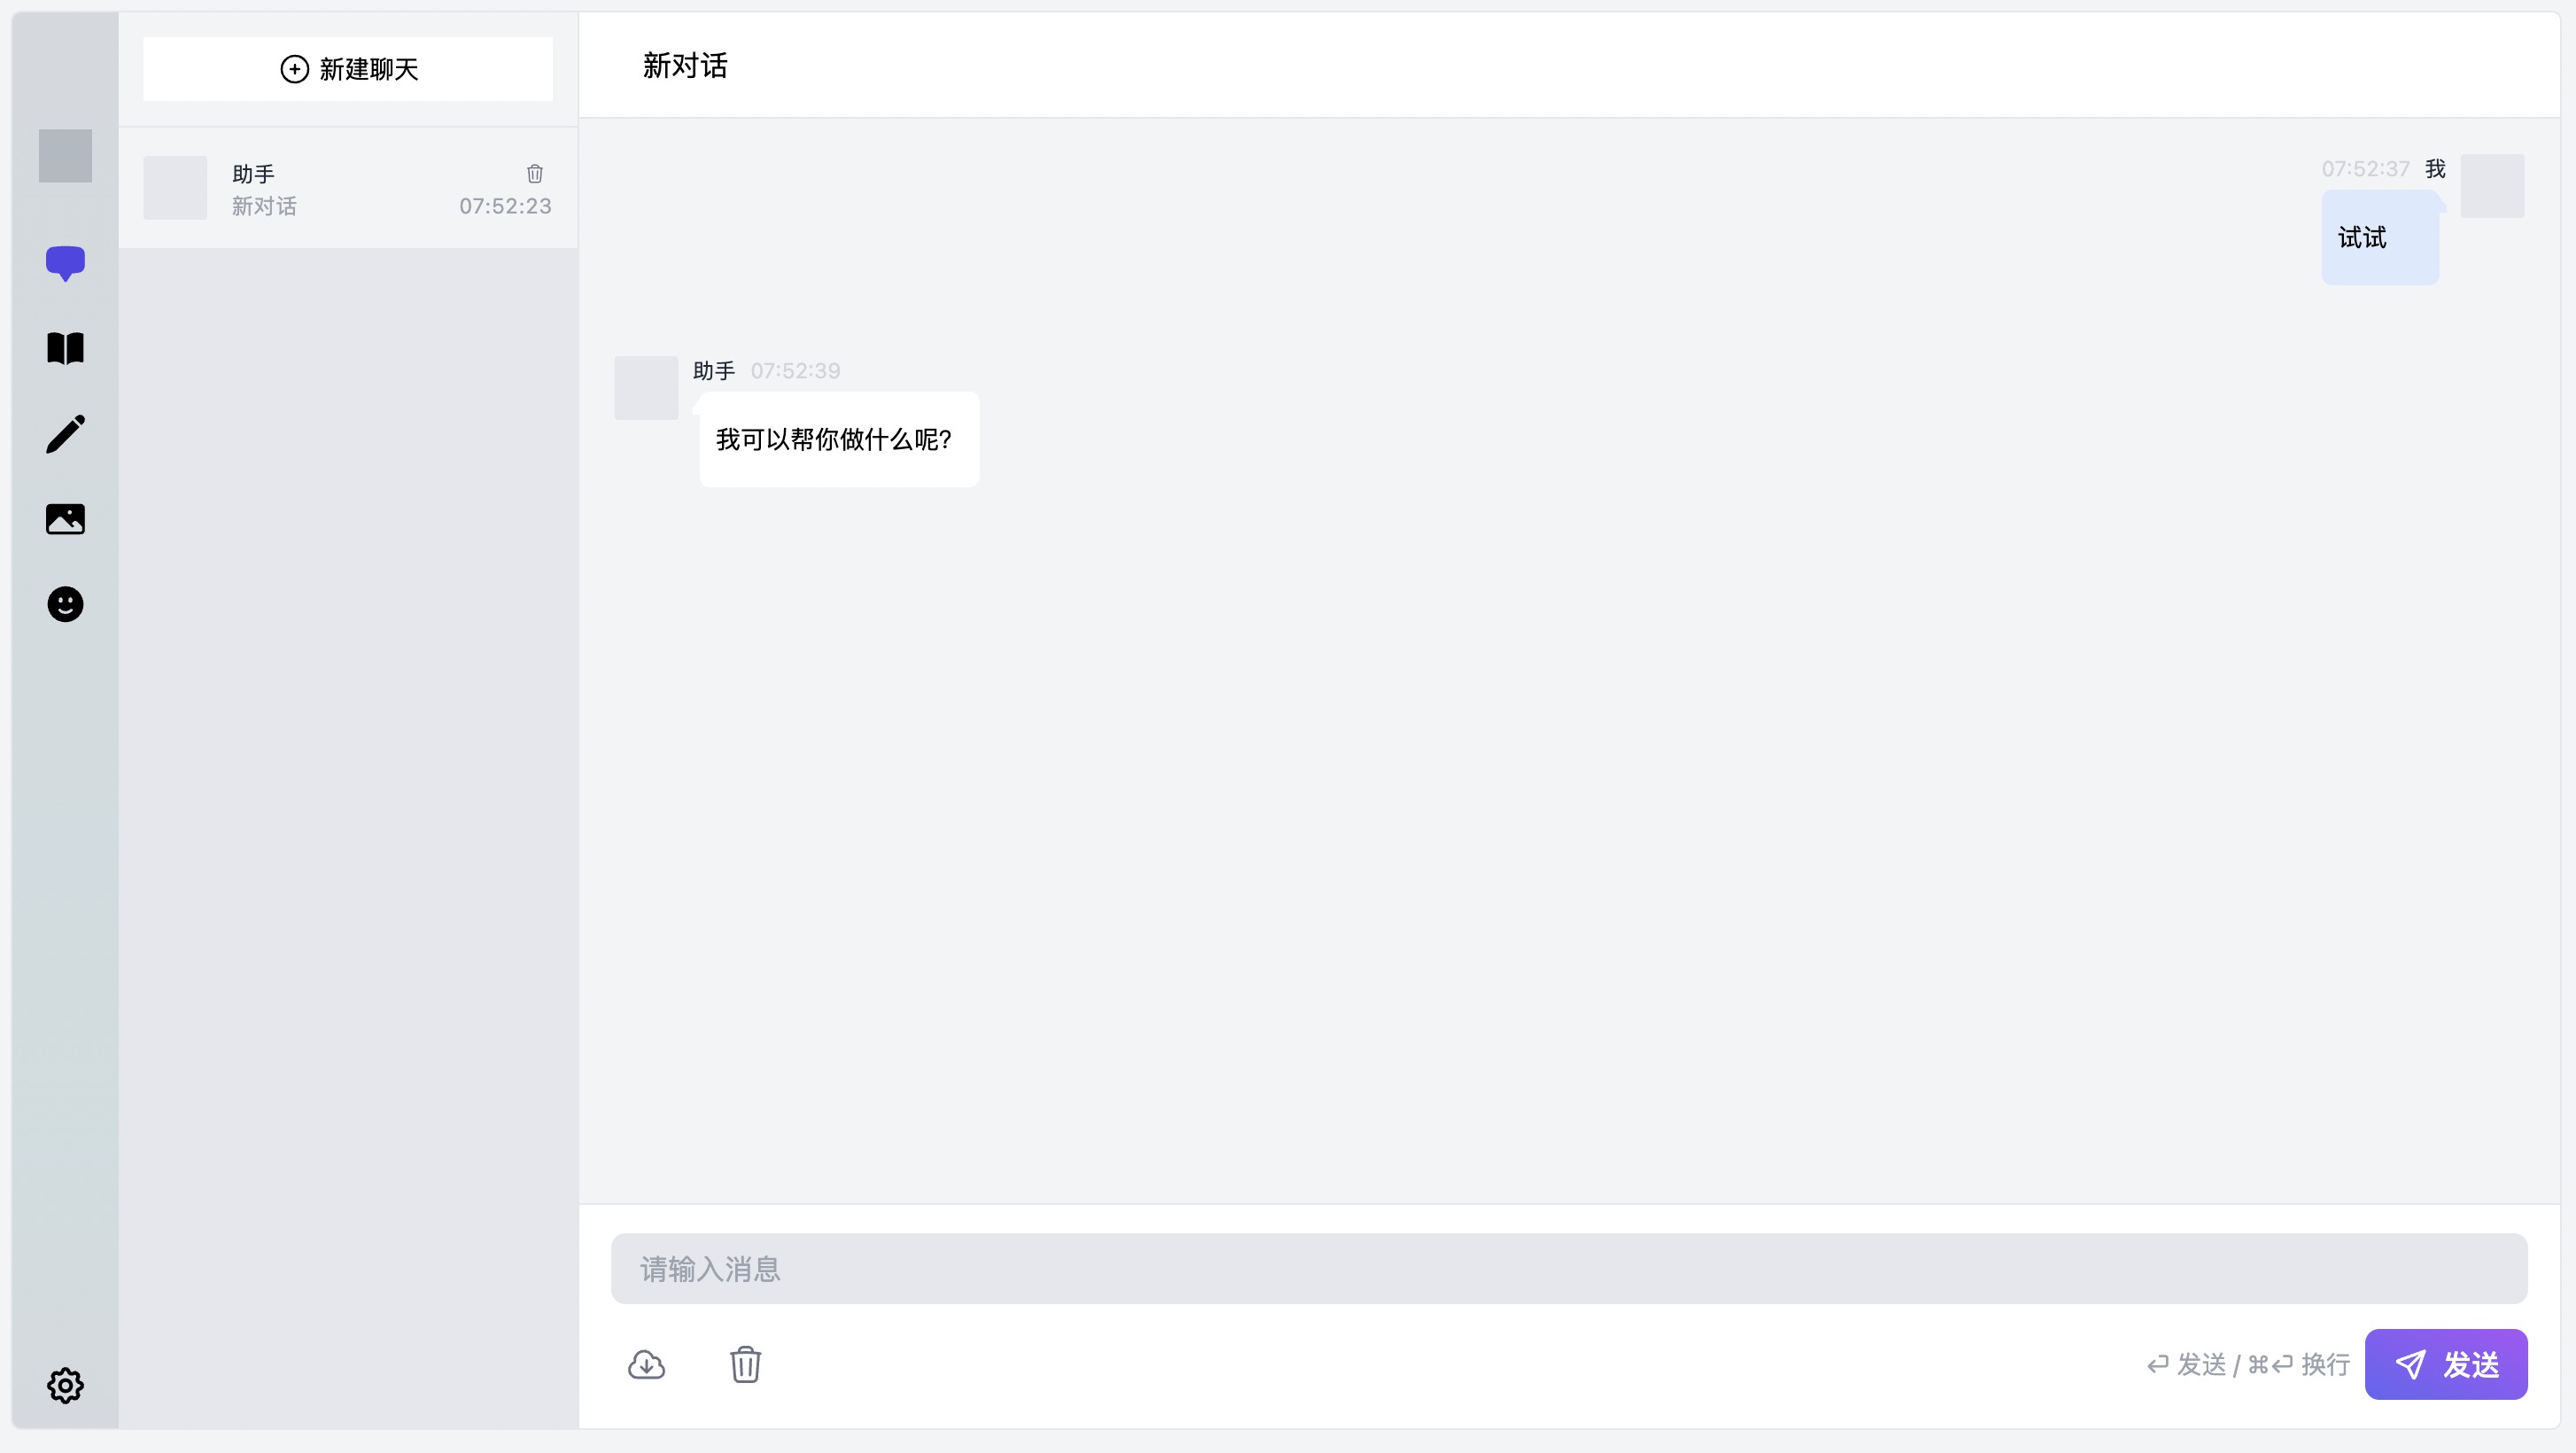 新建聊天
助手
新对话 07:52:23
新对话
07:52:37 我
试试
助手 07:52:39
我可以帮你做什么呢?
请输入消息
⏎ 发送 / ⌘⏎ 换行
发送